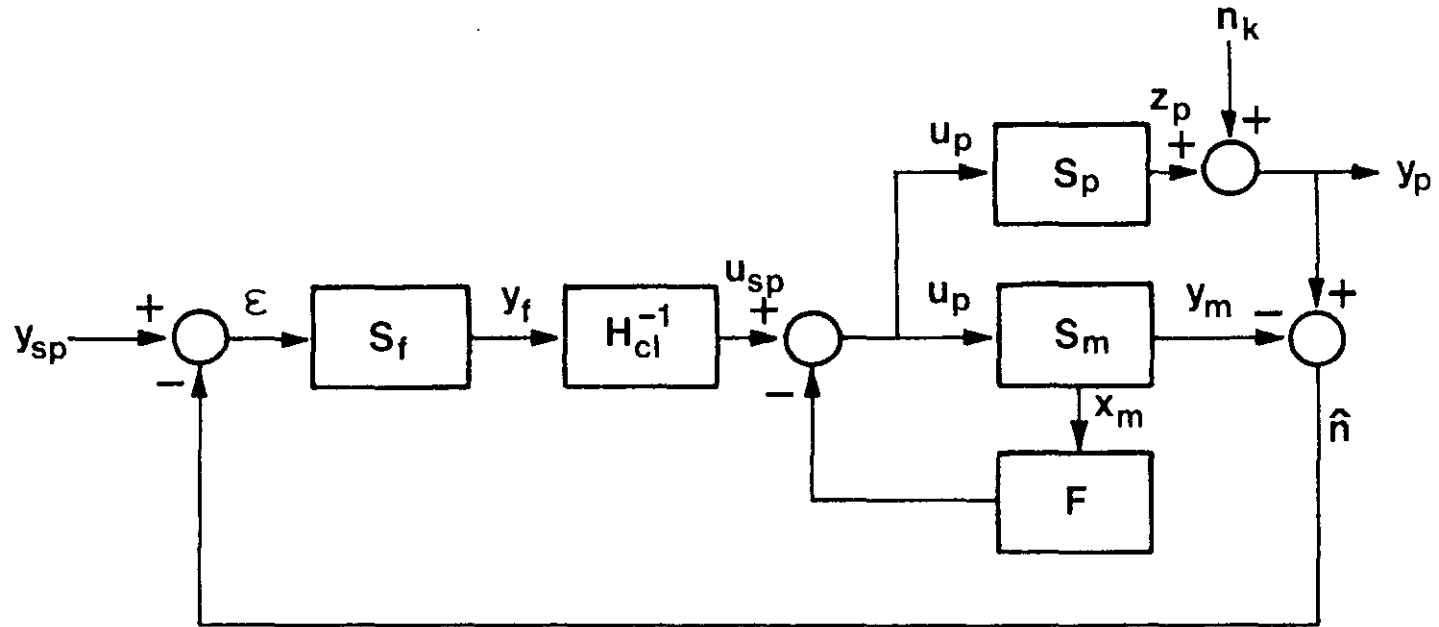 n_k
z_p
+
+
u_p
S_p
y_p
u_sp
y_m
+
ε
y_f
+
u_p
−
+
y_sp
S_f
H_cl^-1
S_m
−
−
x_m
n̂
F